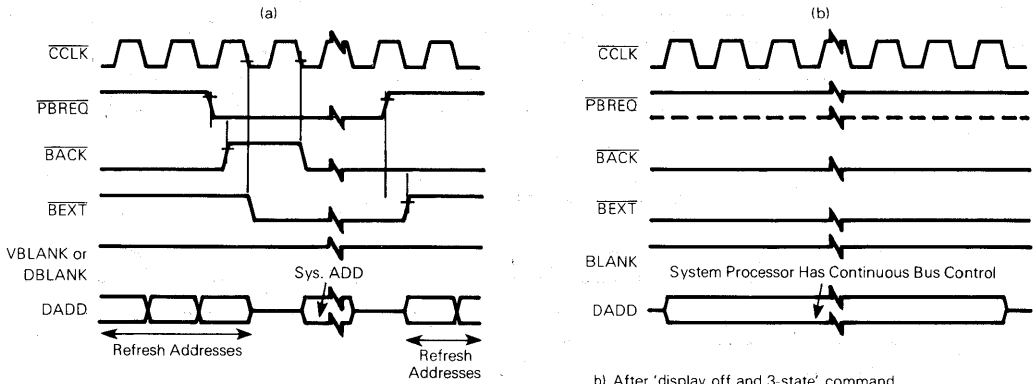 (a)
CCLK
PBREQ
BACK
BEXT
VBLANK or
DBLANK
Sys. ADD
DADD
Refresh Addresses
Refresh
Addresses
(b)
CCLK
PBREQ
BACK
BEXT
BLANK
System Processor Has Continuous Bus Control
DADD
b) After 'display off and 3-state' command